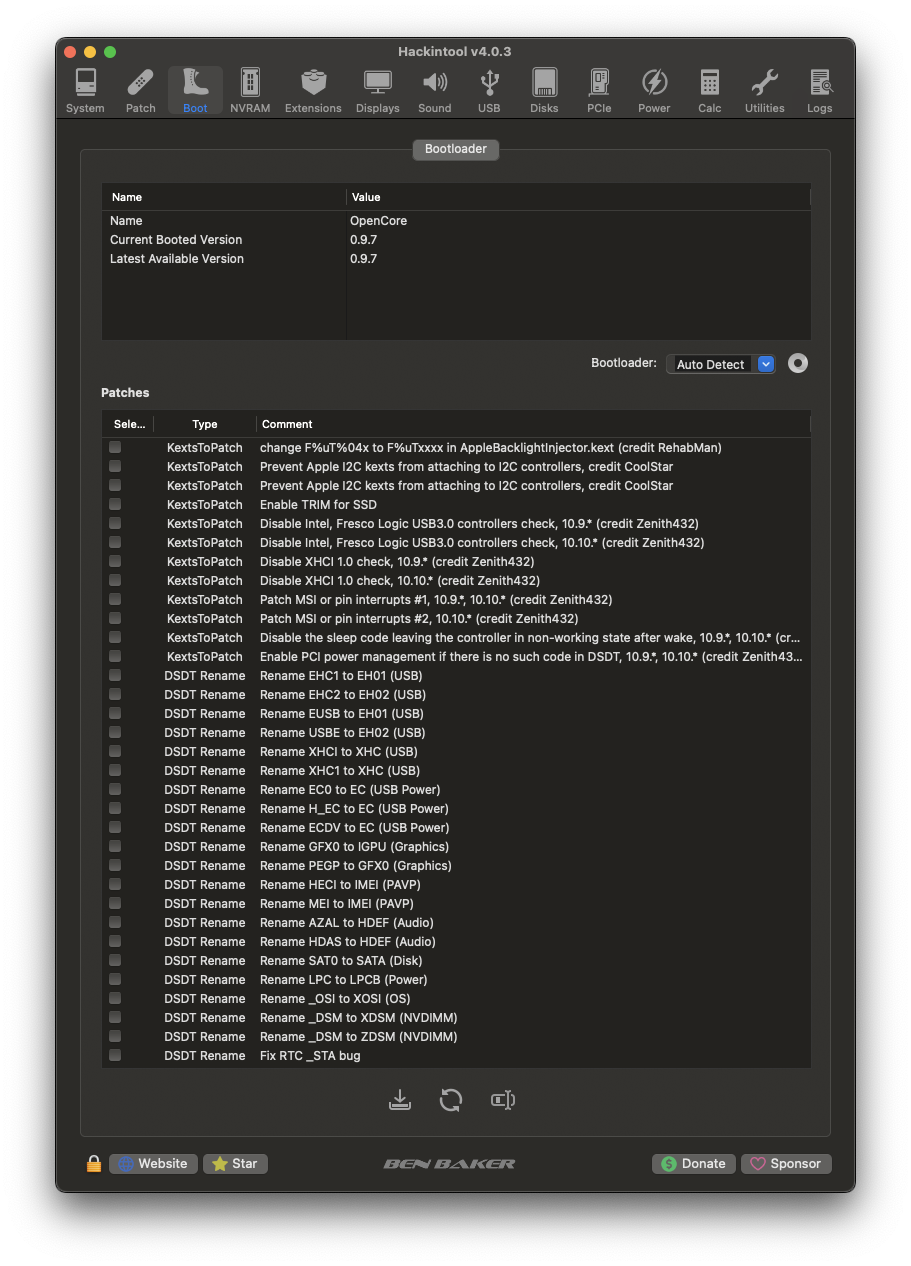 Hackintool v4.0.3
System Patch Boot NVRAM Extensions Displays Sound USB Disks PCIe Power Calc Utilities Logs
Bootloader
Name Value
Name OpenCore
Current Booted Version 0.9.7
Latest Available Version 0.9.7
Bootloader: Auto Detect
Patches
Sele... Type Comment
KextsToPatch change F%uT%04x to F%uTxxxx in AppleBacklightInjector.kext (credit RehabMan)
KextsToPatch Prevent Apple I2C kexts from attaching to I2C controllers, credit CoolStar
KextsToPatch Prevent Apple I2C kexts from attaching to I2C controllers, credit CoolStar
KextsToPatch Enable TRIM for SSD
KextsToPatch Disable Intel, Fresco Logic USB3.0 controllers check, 10.9.* (credit Zenith432)
KextsToPatch Disable Intel, Fresco Logic USB3.0 controllers check, 10.10.* (credit Zenith432)
KextsToPatch Disable XHCI 1.0 check, 10.9.* (credit Zenith432)
KextsToPatch Disable XHCI 1.0 check, 10.10.* (credit Zenith432)
KextsToPatch Patch MSI or pin interrupts #1, 10.9.*, 10.10.* (credit Zenith432)
KextsToPatch Patch MSI or pin interrupts #2, 10.10.* (credit Zenith432)
KextsToPatch Disable the sleep code leaving the controller in non-working state after wake, 10.9.*, 10.10.* (cr...
KextsToPatch Enable PCI power management if there is no such code in DSDT, 10.9.*, 10.10.* (credit Zenith43...
DSDT Rename Rename EHC1 to EH01 (USB)
DSDT Rename Rename EHC2 to EH02 (USB)
DSDT Rename Rename EUSB to EH01 (USB)
DSDT Rename Rename USBE to EH02 (USB)
DSDT Rename Rename XHCI to XHC (USB)
DSDT Rename Rename XHC1 to XHC (USB)
DSDT Rename Rename EC0 to EC (USB Power)
DSDT Rename Rename H_EC to EC (USB Power)
DSDT Rename Rename ECDV to EC (USB Power)
DSDT Rename Rename GFX0 to IGPU (Graphics)
DSDT Rename Rename PEGP to GFX0 (Graphics)
DSDT Rename Rename HECI to IMEI (PAVP)
DSDT Rename Rename MEI to IMEI (PAVP)
DSDT Rename Rename AZAL to HDEF (Audio)
DSDT Rename Rename HDAS to HDEF (Audio)
DSDT Rename Rename SAT0 to SATA (Disk)
DSDT Rename Rename LPC to LPCB (Power)
DSDT Rename Rename _OSI to XOSI (OS)
DSDT Rename Rename _DSM to XDSM (NVDIMM)
DSDT Rename Rename _DSM to ZDSM (NVDIMM)
DSDT Rename Fix RTC _STA bug
Website Star BEN BAKER Donate Sponsor